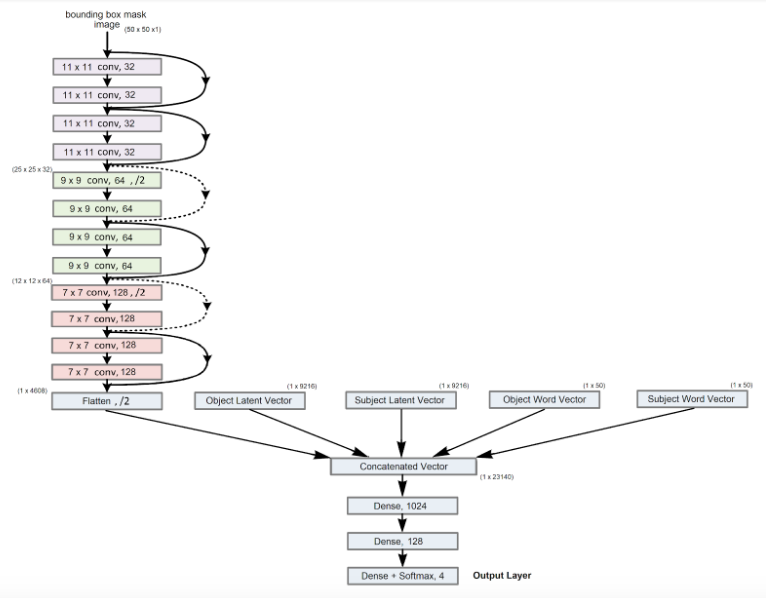 bounding box mask
image
(50 x 50 x1)
11 x 11 conv, 32
11 x 11 conv, 32
11 x 11 conv, 32
11 x 11 conv, 32
(25 x 25 x 32)
9 x 9 conv, 64 , /2
9 x 9 conv, 64
9 x 9 conv, 64
9 x 9 conv, 64
(12 x 12 x 64)
7 x 7 conv, 128 , /2
7 x 7 conv, 128
7 x 7 conv, 128
7 x 7 conv, 128
(1 x 4608)
Flatten , /2
(1 x 9216)
Object Latent Vector
(1 x 9216)
Subject Latent Vector
(1 x 50)
Object Word Vector
(1 x 50)
Subject Word Vector
Concatenated Vector
(1 x 23140)
Dense, 1024
Dense, 128
Dense + Softmax, 4
Output Layer